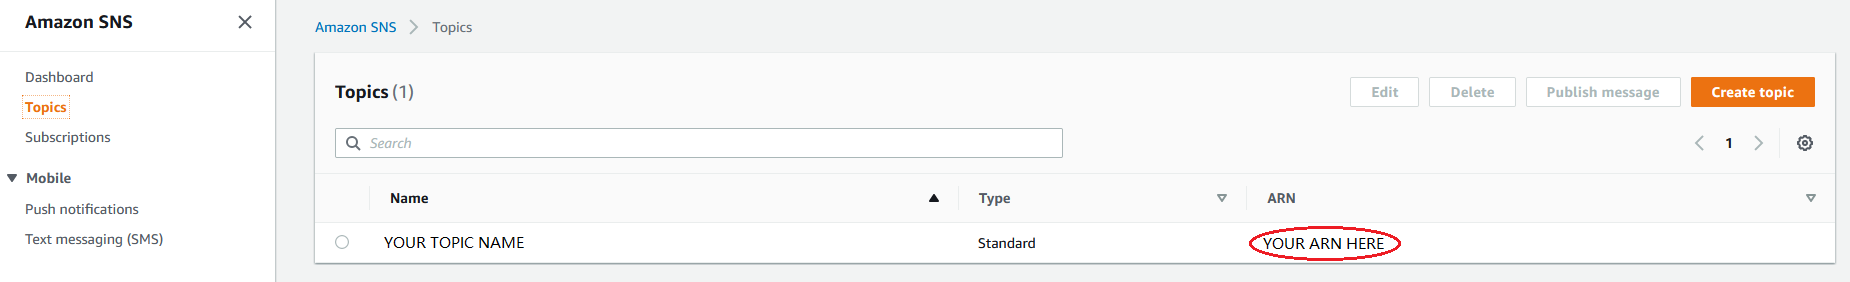 Amazon SNS
Dashboard
Topics
Subscriptions
Mobile
Push notifications
Text messaging (SMS)
Amazon SNS Topics
Topics (1) Edit Delete Publish message Create topic
Search 1
Name Type ARN
YOUR TOPIC NAME Standard YOUR ARN HERE